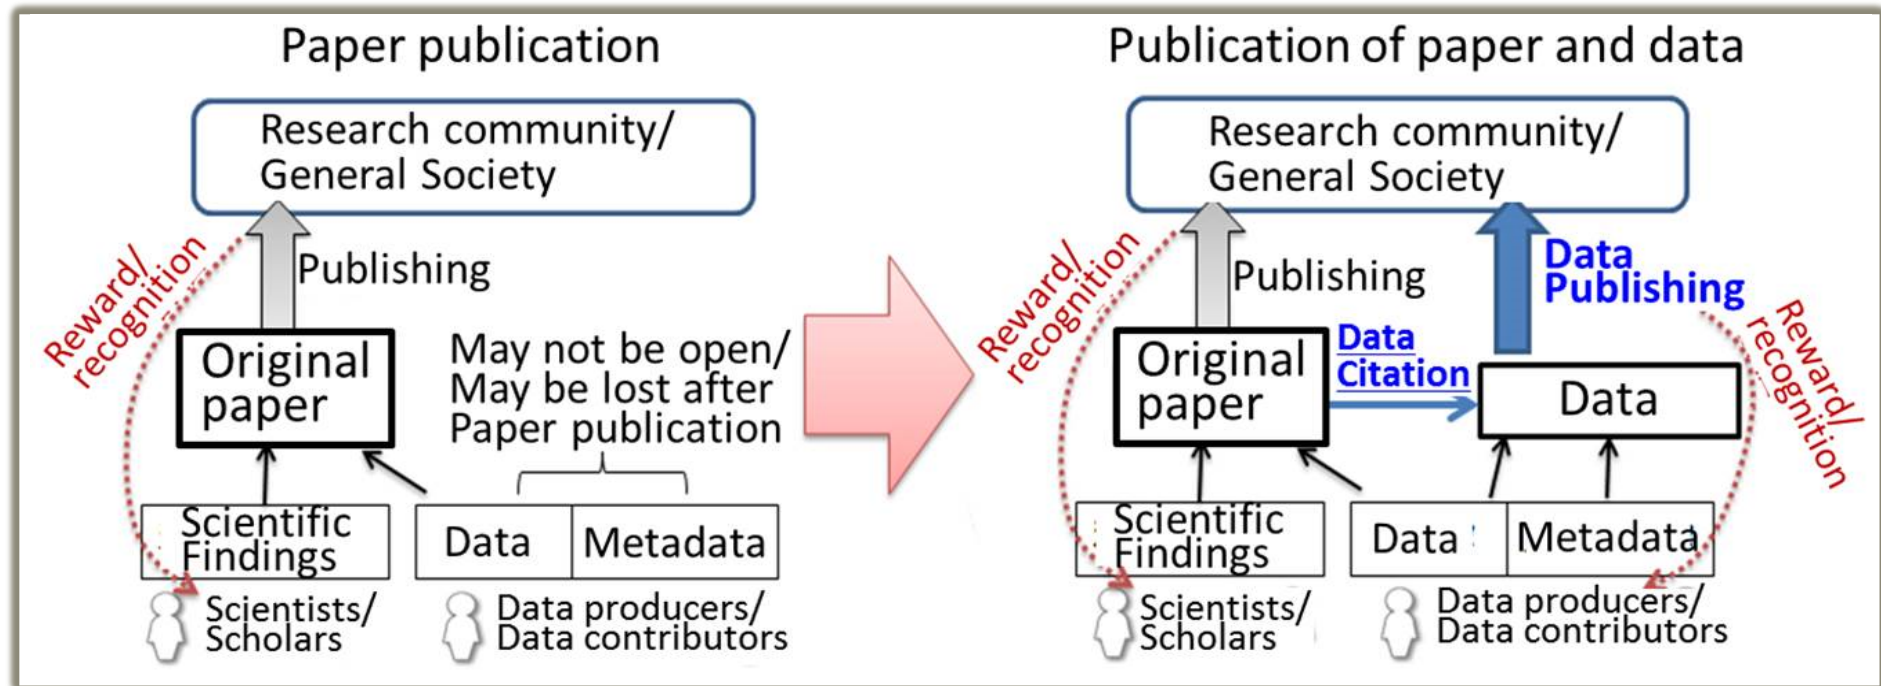 Paper publication
Research community/
General Society
Reward/
recognition
Publishing
Original
paper
May not be open/
May be lost after
Paper publication
Scientific
Findings
Data
Metadata
Scientists/
Scholars
Data producers/
Data contributors
Publication of paper and data
Research community/
General Society
Reward/
recognition
Publishing
Data
Publishing
Reward/
recognition
Original
paper
Data
Citation
Data
Scientific
Findings
Data
Metadata
Scientists/
Scholars
Data producers/
Data contributors